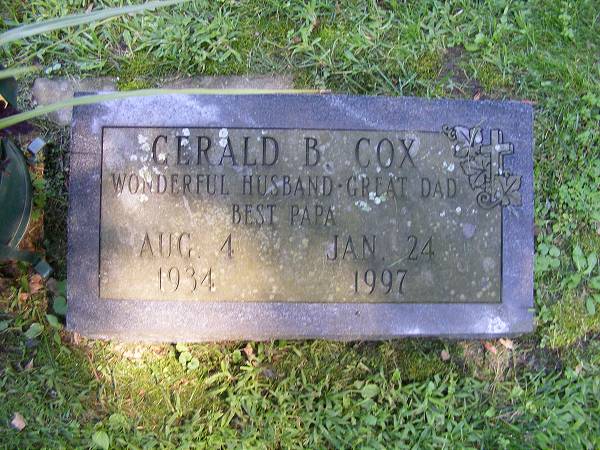 GERALD B. COX
WONDERFUL HUSBAND · GREAT DAD
BEST PAPA
AUG. 4 JAN. 24
1934 1997